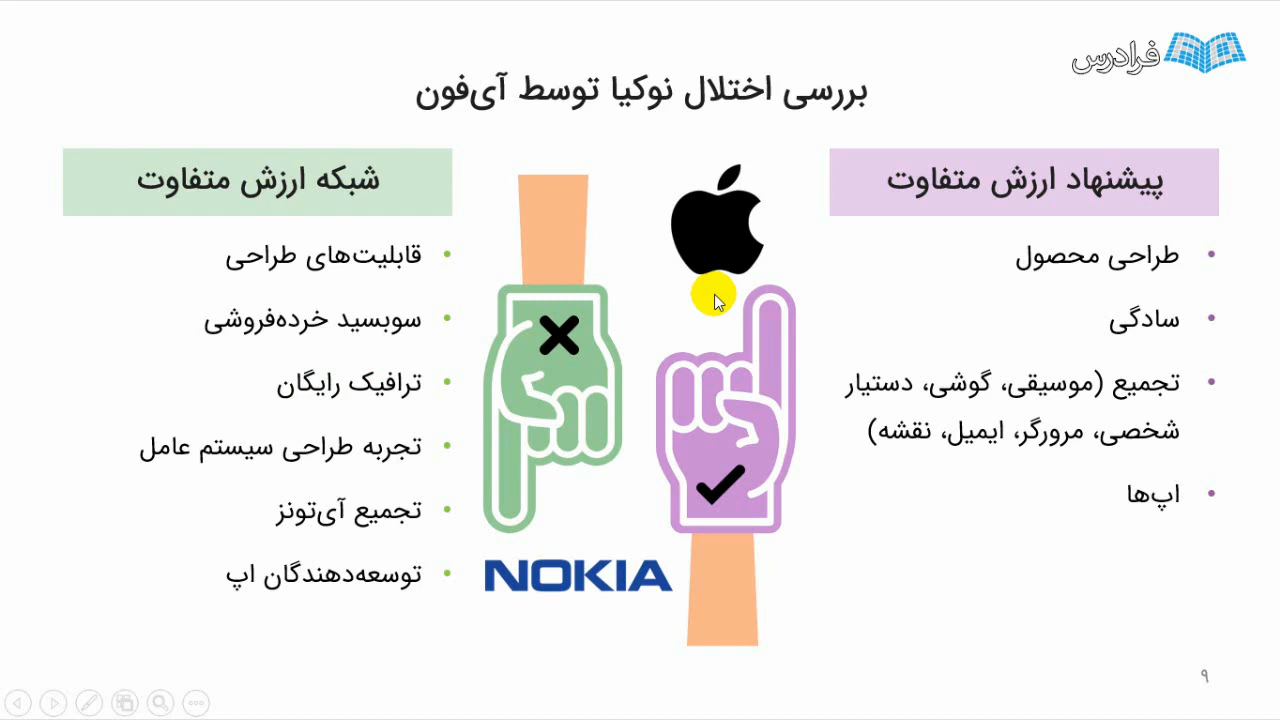 فرادرس
بررسی اختلال نوکیا توسط آی‌فون
پیشنهاد ارزش متفاوت
• طراحی محصول
• سادگی
• تجمیع (موسیقی، گوشی، دستیار
شخصی، مرورگر، ایمیل، نقشه)
• اپ‌ها
شبکه ارزش متفاوت
• قابلیت‌های طراحی
• سوبسید خرده‌فروشی
• ترافیک رایگان
• تجربه طراحی سیستم عامل
• تجمیع آی‌تونز
• توسعه‌دهندگان اپ
NOKIA
۹